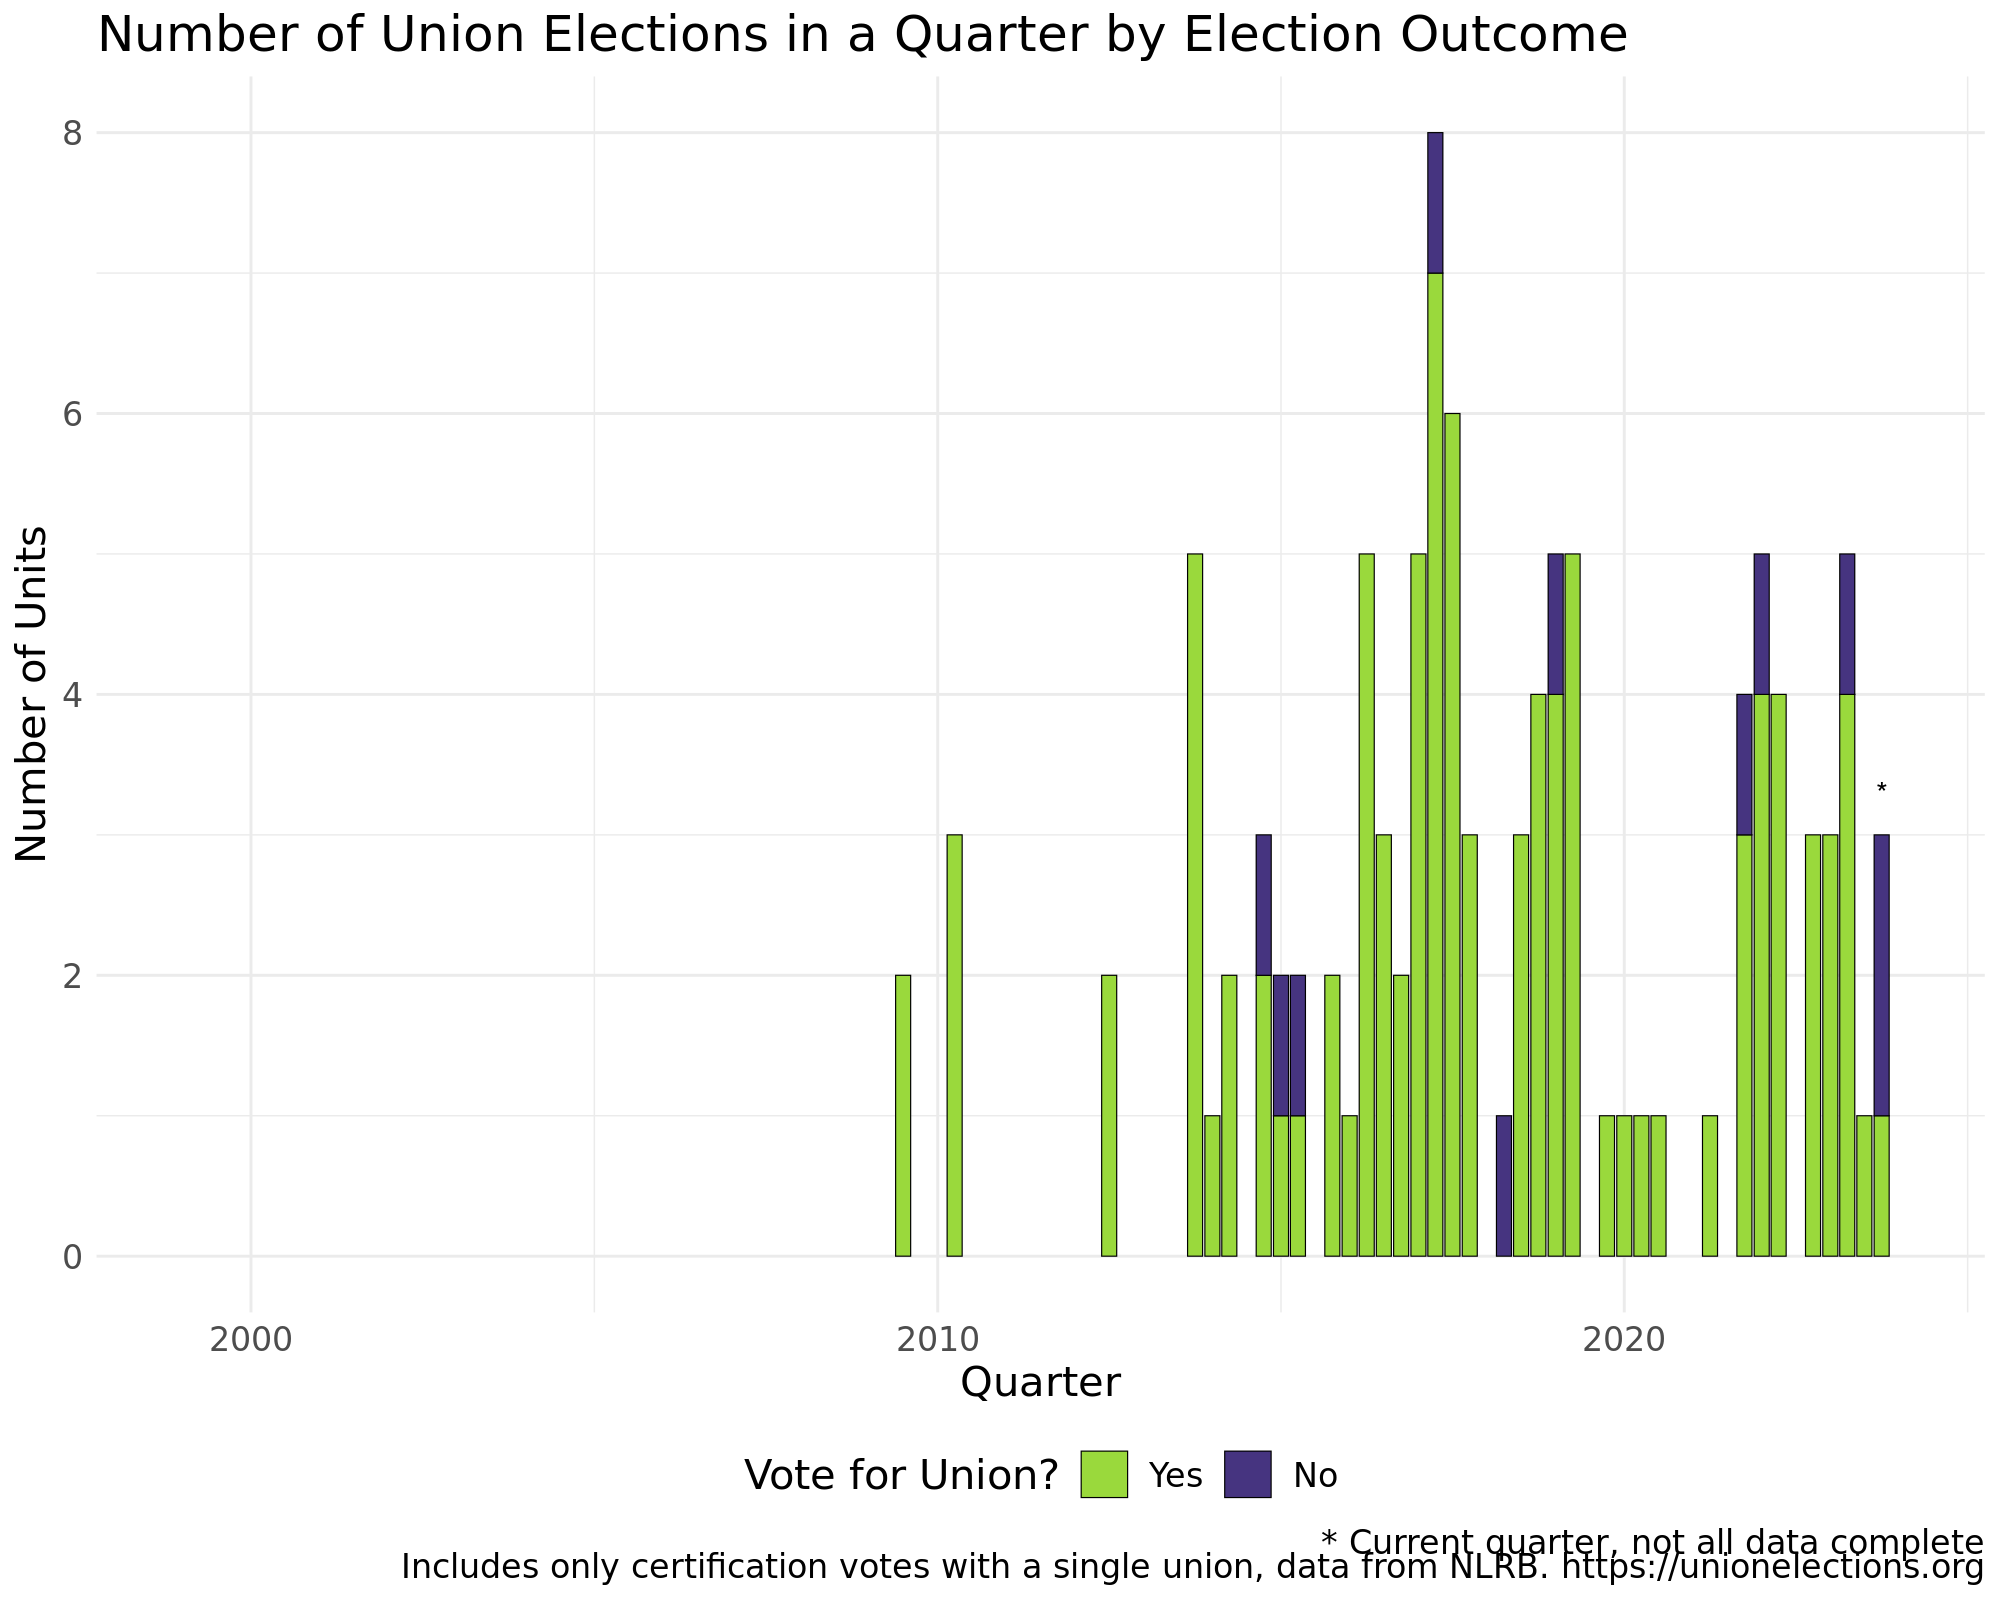 Number of Union Elections in a Quarter by Election Outcome
8
6
4
2
0
Number of Units
*
2000 2010 2020
Quarter
Vote for Union? Yes No
* Current quarter, not all data complete
Includes only certification votes with a single union, data from NLRB. https://unionelections.org